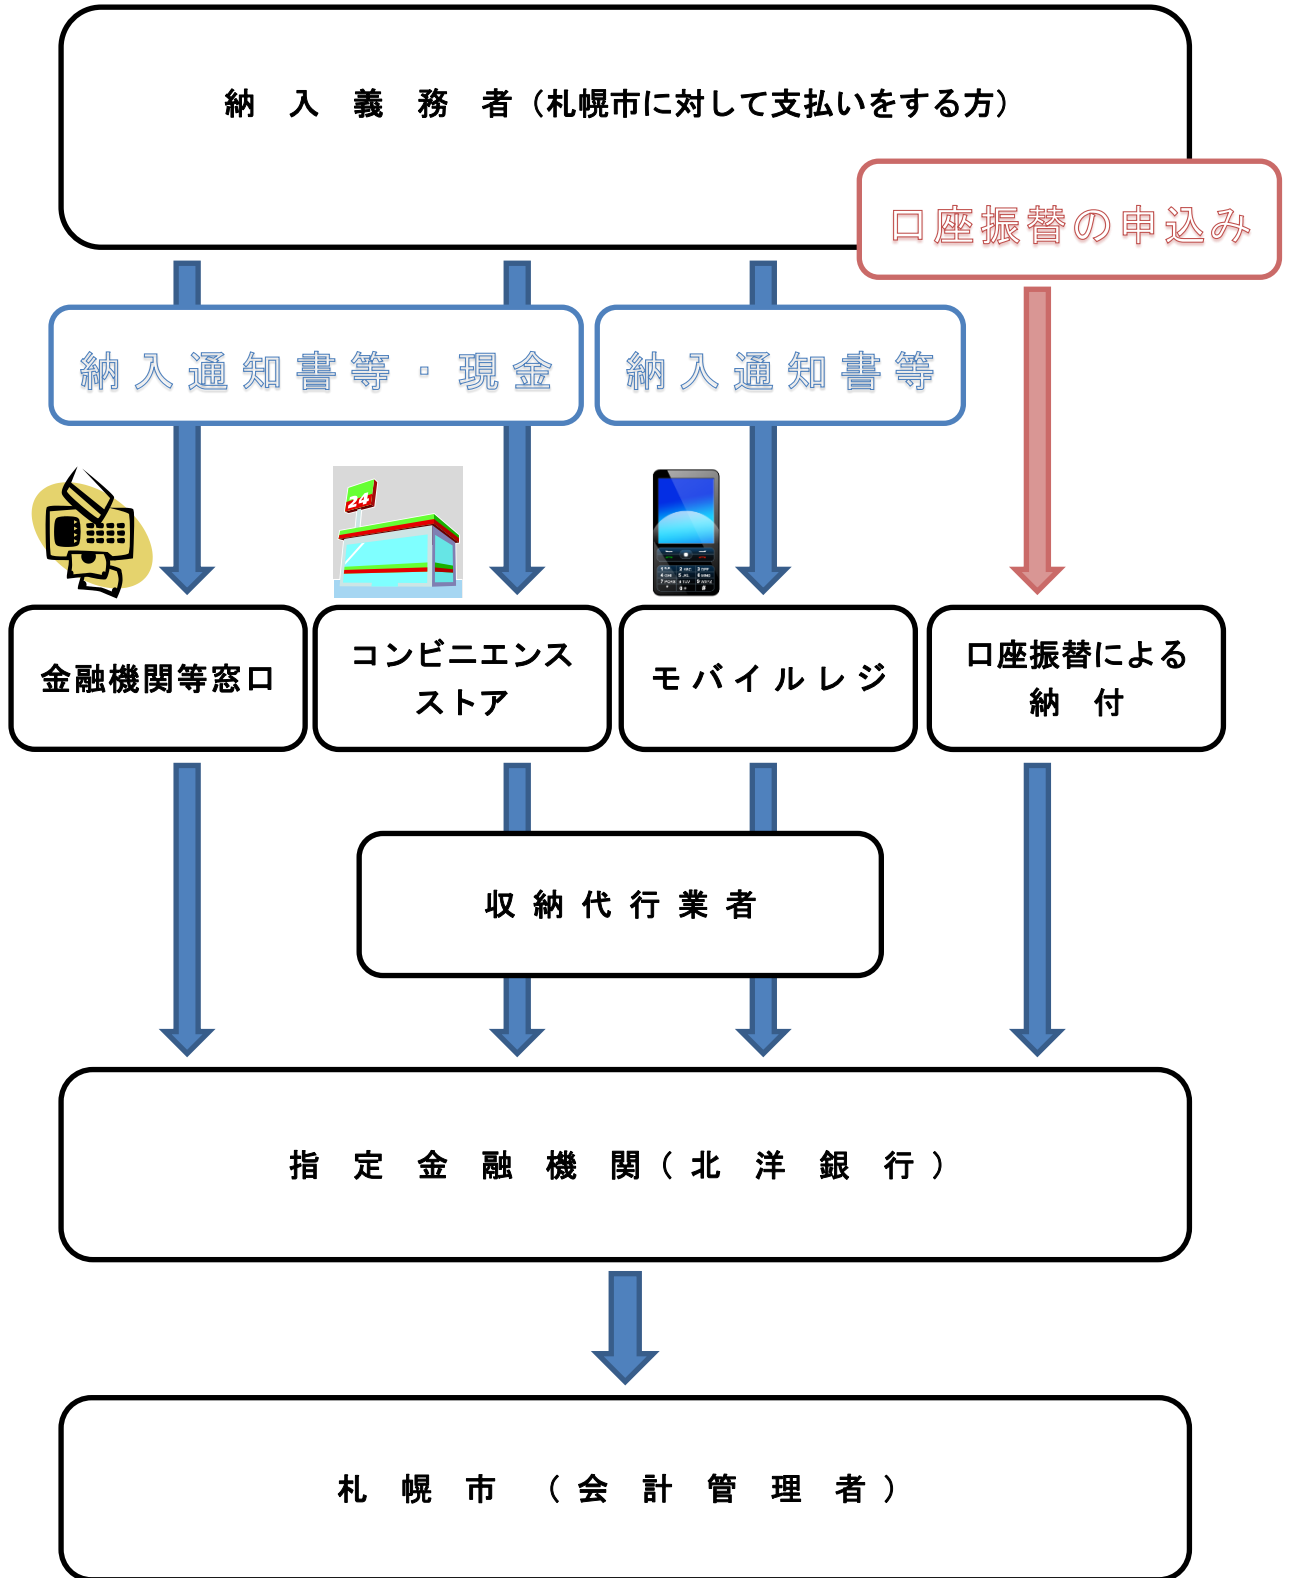 納入義務者（札幌市に対して支払いをする方）
口座振替の申込み
納入通知書等・現金
納入通知書等
24
金融機関等窓口
コンビニエンス
ストア
モバイルレジ
口座振替による
納付
収納代行業者
指定金融機関（北洋銀行）
札幌市（会計管理者）